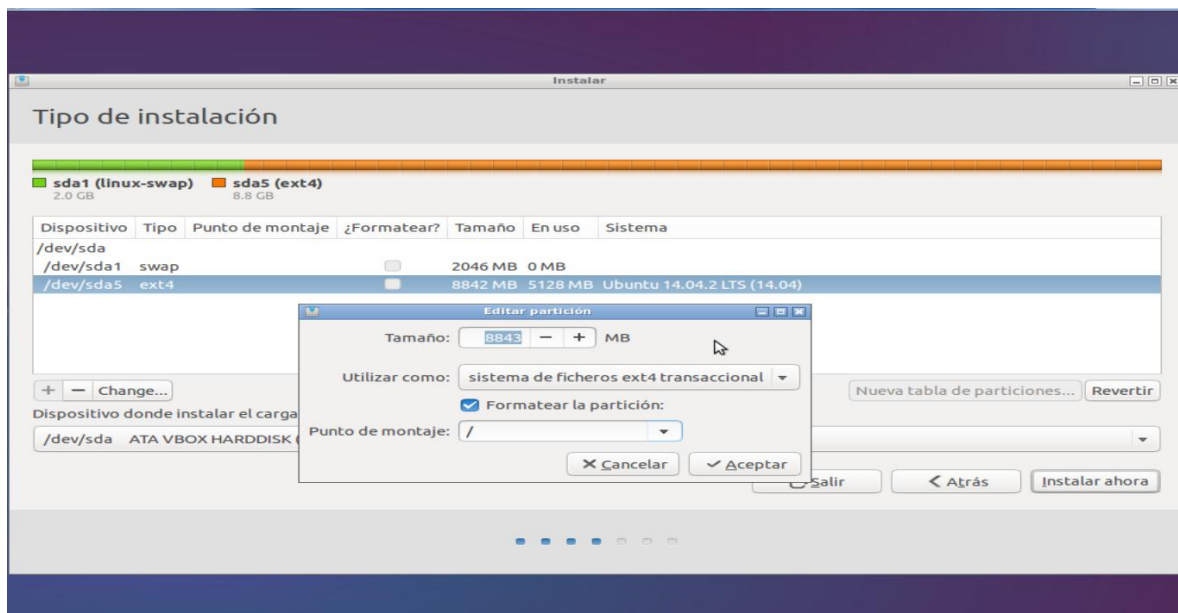 Instalar
Tipo de instalación
sda1 (linux-swap) sda5 (ext4)
2.0 GB 8.8 GB
Dispositivo Tipo Punto de montaje ¿Formatear? Tamaño En uso Sistema
/dev/sda
/dev/sda1 swap 2046 MB 0 MB
/dev/sda5 ext4 8842 MB 5128 MB Ubuntu 14.04.2 LTS (14.04)
Editar partición
Tamaño: 8843 − + MB
Utilizar como: sistema de ficheros ext4 transaccional
Formatear la partición:
Punto de montaje: /
Cancelar Aceptar
+ − Change... Nueva tabla de particiones... Revertir
Dispositivo donde instalar el carga
/dev/sda ATA VBOX HARDDISK (
Salir Atrás Instalar ahora